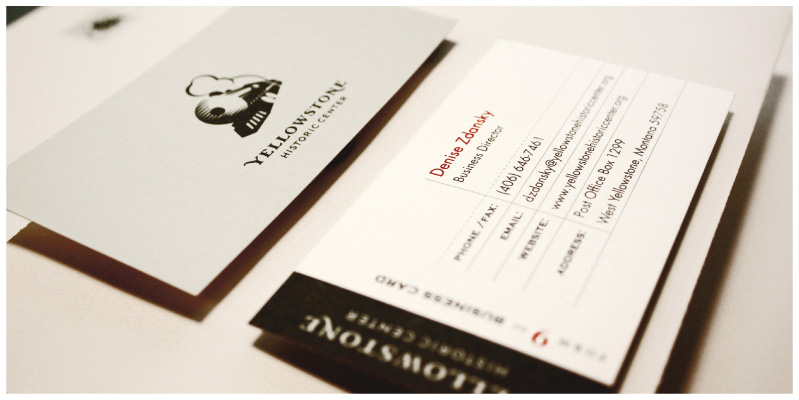 YELLOWSTONE
HISTORIC CENTER
Denise Zdansky
Business Director
PHONE / FAX: (406) 646-7461
EMAIL: dzdansky@yellowstonehistoriccenter.org
WEBSITE: www.yellowstonehistoriccenter.org
ADDRESS: Post Office Box 1299
West Yellowstone, Montana 59758
FORM 9 BUSINESS CARD
YELLOWSTONE
HISTORIC CENTER